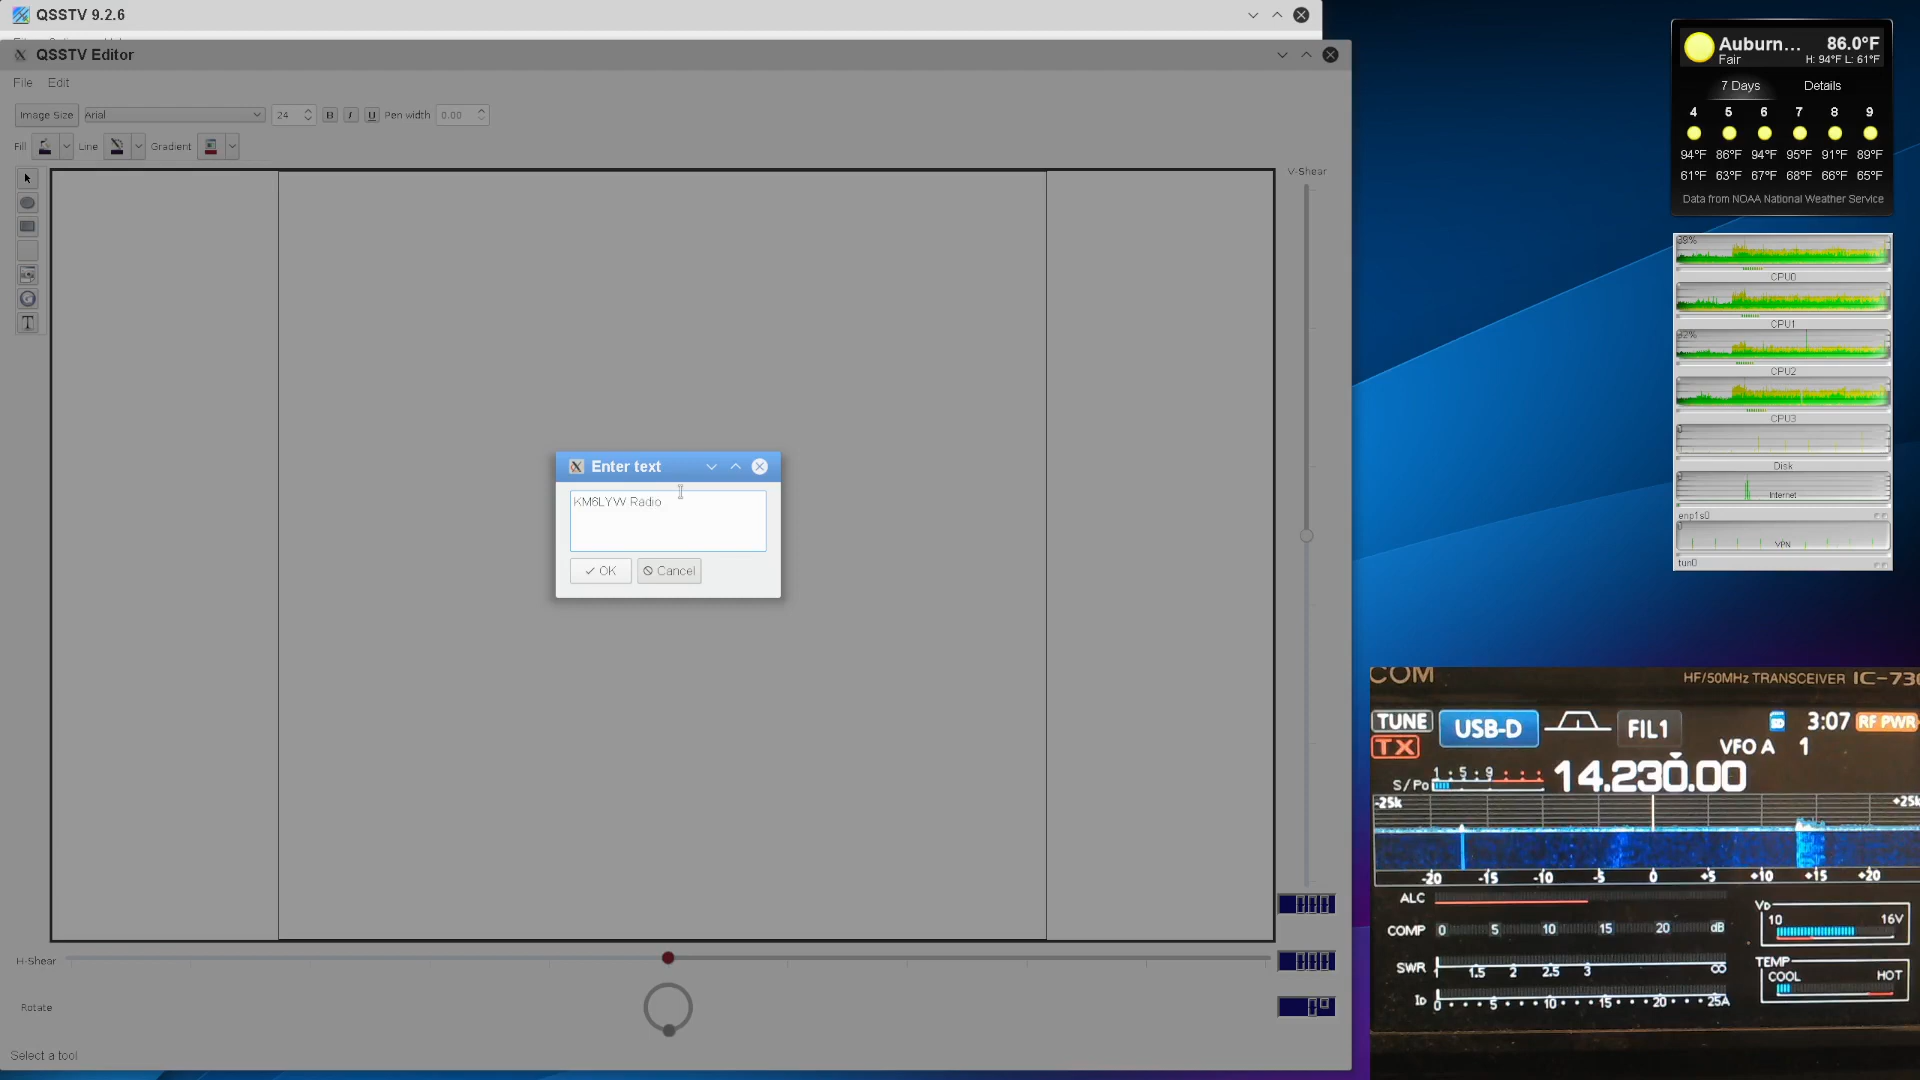 QSSTV 9.2.6
QSSTV Editor
File Edit
Image Size Arial 24 B I U Pen width 0.00
Fill Line Gradient
V-Shear
T
Enter text
KM6LYW Radio
OK Cancel
H-Shear
Rotate
Select a tool
Auburn... 86.0°F
Fair H: 94°F L: 61°F
7 Days Details
4 5 6 7 8 9
94°F 86°F 94°F 95°F 91°F 89°F
61°F 63°F 67°F 68°F 66°F 65°F
Data from NOAA National Weather Service
CPU0
CPU1
CPU2
CPU3
Disk
Internet
enp1s0
VPN
tun0
COM HF/50MHz TRANSCEIVER IC-730
TUNE USB-D FIL1 3:07 RF PWR
TX VFO A 1
S/Po 1 5 9 14.230.00
-25k +25k
-20 -15 -10 -5 0 +5 +10 +15 +20
ALC
COMP 0 5 10 15 20 dB
SWR 1 1.5 2 2.5 3 ∞
ID 0 5 10 15 20 25A
VD 10 16V
TEMP
COOL HOT